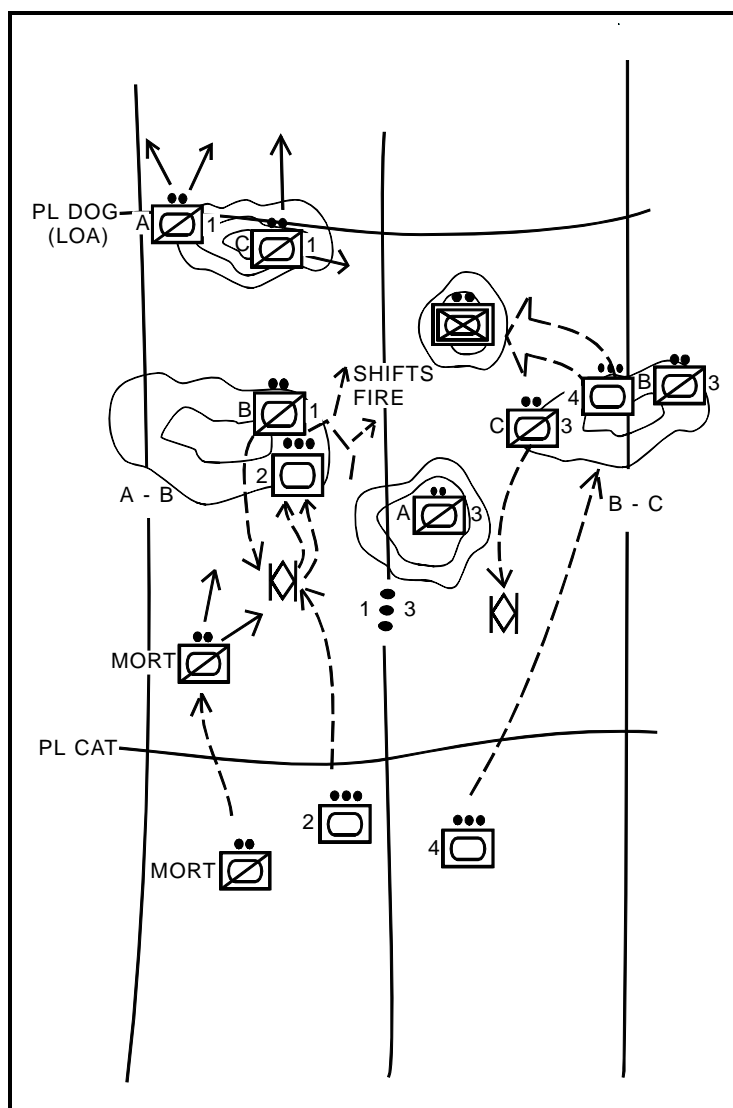 PL DOG
(LOA)
A 1
C 1
SHIFTS
FIRE
B 1
4
B 3
C 3
2
A - B
A 3
B - C
1 3
MORT
PL CAT
2
4
MORT